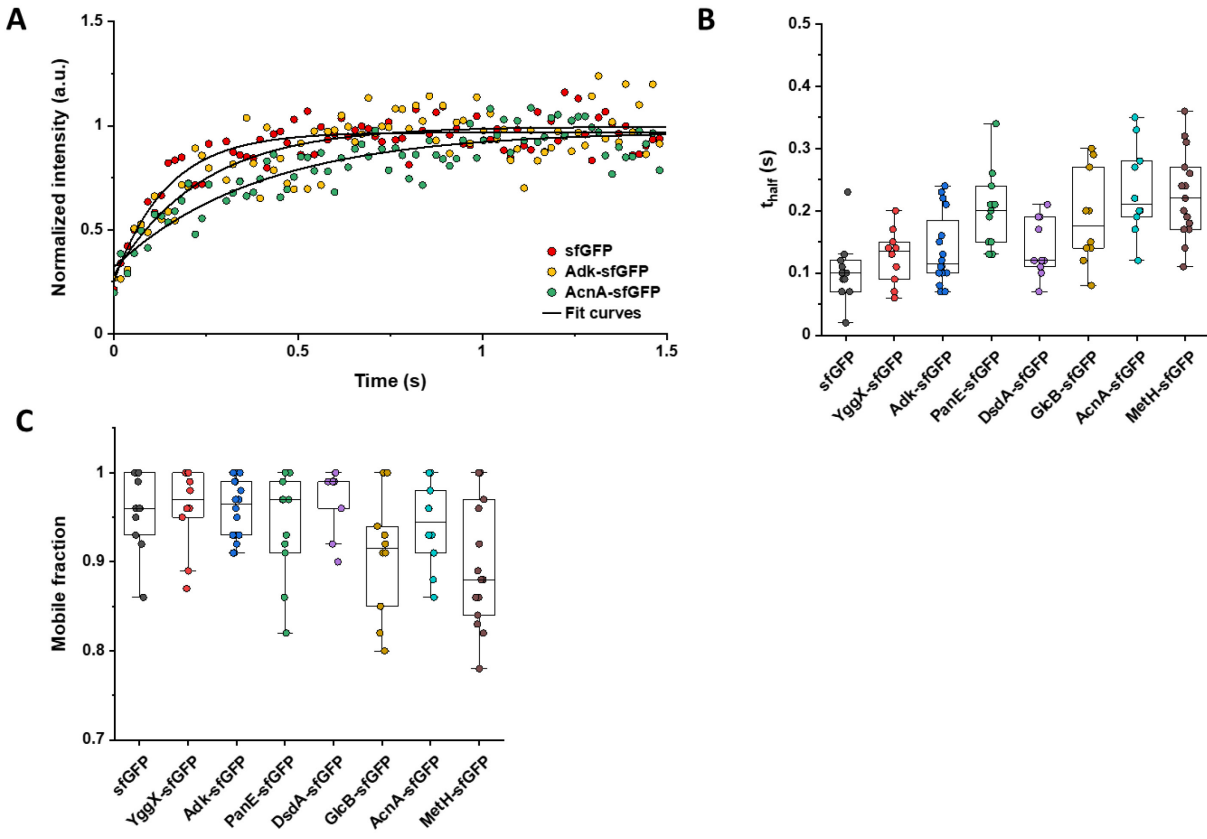 A
Normalized intensity (a.u.)
1.5
1
0.5
0
0
0.5
1
1.5
Time (s)
sfGFP
Adk-sfGFP
AcnA-sfGFP
Fit curves
B
t_half (s)
0.5
0.4
0.3
0.2
0.1
0
sfGFP
YggX-sfGFP
Adk-sfGFP
PanE-sfGFP
DsdA-sfGFP
GlcB-sfGFP
AcnA-sfGFP
MetH-sfGFP
C
Mobile fraction
1
0.9
0.8
0.7
sfGFP
YggX-sfGFP
Adk-sfGFP
PanE-sfGFP
DsdA-sfGFP
GlcB-sfGFP
AcnA-sfGFP
MetH-sfGFP